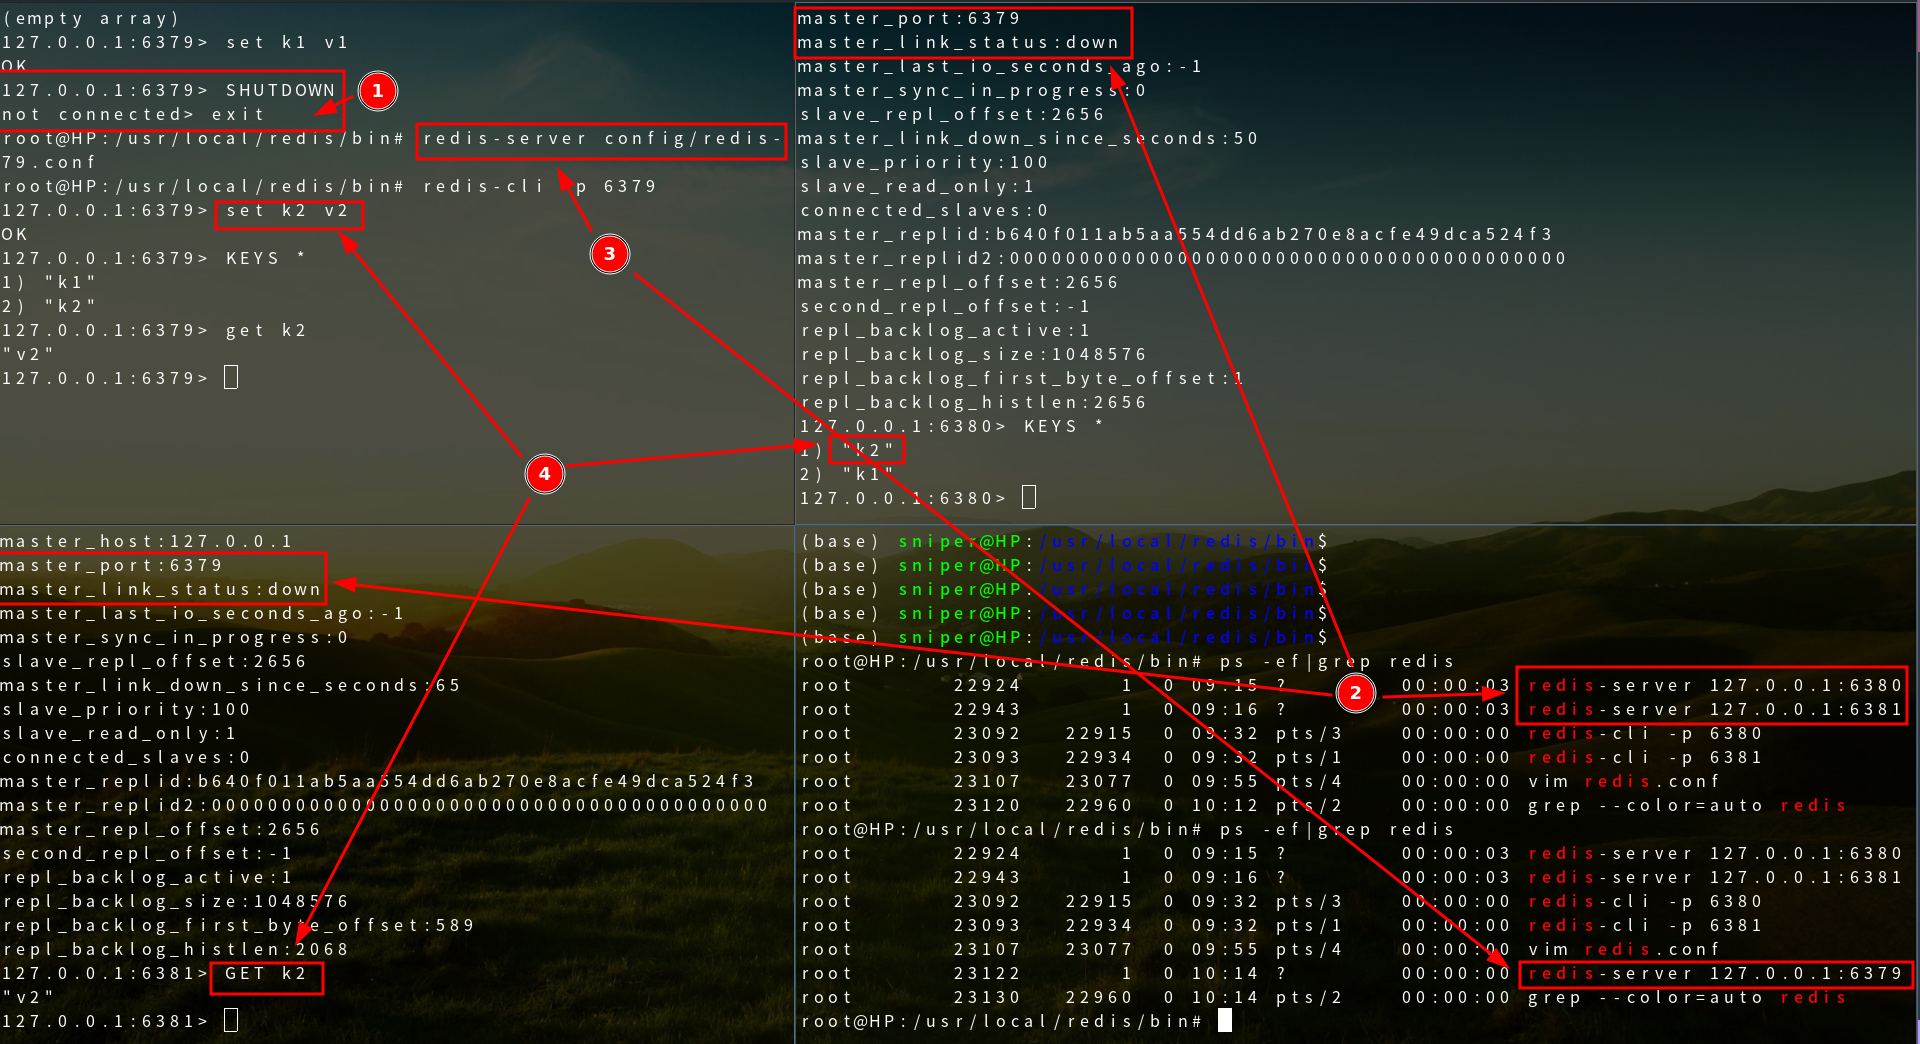 (empty array)
127.0.0.1:6379> set k1 v1
OK
127.0.0.1:6379> SHUTDOWN
not connected> exit
root@HP:/usr/local/redis/bin# redis-server config/redis-
79.conf
root@HP:/usr/local/redis/bin# redis-cli -p 6379
127.0.0.1:6379> set k2 v2
OK
127.0.0.1:6379> KEYS *
1) "k1"
2) "k2"
127.0.0.1:6379> get k2
"v2"
127.0.0.1:6379>
1
3
4
master_port:6379
master_link_status:down
master_last_io_seconds_ago:-1
master_sync_in_progress:0
slave_repl_offset:2656
master_link_down_since_seconds:50
slave_priority:100
slave_read_only:1
connected_slaves:0
master_replid:b640f011ab5aa554dd6ab270e8acfe49dca524f3
master_replid2:0000000000000000000000000000000000000000
master_repl_offset:2656
second_repl_offset:-1
repl_backlog_active:1
repl_backlog_size:1048576
repl_backlog_first_byte_offset:1
repl_backlog_histlen:2656
127.0.0.1:6380> KEYS *
1) "k2"
2) "k1"
127.0.0.1:6380>
master_host:127.0.0.1
master_port:6379
master_link_status:down
master_last_io_seconds_ago:-1
master_sync_in_progress:0
slave_repl_offset:2656
master_link_down_since_seconds:65
slave_priority:100
slave_read_only:1
connected_slaves:0
master_replid:b640f011ab5aa554dd6ab270e8acfe49dca524f3
master_replid2:0000000000000000000000000000000000000000
master_repl_offset:2656
second_repl_offset:-1
repl_backlog_active:1
repl_backlog_size:1048576
repl_backlog_first_byte_offset:589
repl_backlog_histlen:2068
127.0.0.1:6381> GET k2
"v2"
127.0.0.1:6381>
(base) sniper@HP:/usr/local/redis/bin$
(base) sniper@HP:/usr/local/redis/bin$
(base) sniper@HP:/usr/local/redis/bin$
(base) sniper@HP:/usr/local/redis/bin$
(base) sniper@HP:/usr/local/redis/bin$
root@HP:/usr/local/redis/bin# ps -ef|grep redis
root 22924 1 0 09:15 ? 00:00:03 redis-server 127.0.0.1:6380
root 22943 1 0 09:16 ? 00:00:03 redis-server 127.0.0.1:6381
root 23092 22915 0 09:32 pts/3 00:00:00 redis-cli -p 6380
root 23093 22934 0 09:32 pts/1 00:00:00 redis-cli -p 6381
root 23107 23077 0 09:55 pts/4 00:00:00 vim redis.conf
root 23120 22960 0 10:12 pts/2 00:00:00 grep --color=auto redis
root@HP:/usr/local/redis/bin# ps -ef|grep redis
root 22924 1 0 09:15 ? 00:00:03 redis-server 127.0.0.1:6380
root 22943 1 0 09:16 ? 00:00:03 redis-server 127.0.0.1:6381
root 23092 22915 0 09:32 pts/3 00:00:00 redis-cli -p 6380
root 23093 22934 0 09:32 pts/1 00:00:00 redis-cli -p 6381
root 23107 23077 0 09:55 pts/4 00:00:00 vim redis.conf
root 23122 1 0 10:14 ? 00:00:00 redis-server 127.0.0.1:6379
root 23130 22960 0 10:14 pts/2 00:00:00 grep --color=auto redis
root@HP:/usr/local/redis/bin#
2